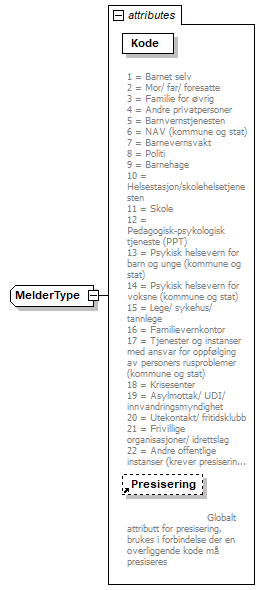 attributes
Kode
1 = Barnet selv
2 = Mor/ far/ foresatte
3 = Familie for øvrig
4 = Andre privatpersoner
5 = Barnvernstjenesten
6 = NAV (kommune og stat)
7 = Barnevernsvakt
8 = Politi
9 = Barnehage
10 =
Helsestasjon/skolehelsetjene
sten
11 = Skole
12 =
Pedagogisk-psykologisk
tjeneste (PPT)
13 = Psykisk helsevern for
barn og unge (kommune og
stat)
14 = Psykisk helsevern for
voksne (kommune og stat)
15 = Lege/ sykehus/
tannlege
16 = Familievernkontor
17 = Tjenester og instanser
med ansvar for oppfølging
av personers rusproblemer
(kommune og stat)
18 = Krisesenter
19 = Asylmottak/ UDI/
innvandringsmyndighet
20 = Utekontakt/ fritidsklubb
21 = Frivillige
organisasjoner/ idrettslag
22 = Andre offentlige
instanser (krever presiserin...
MelderType
Presisering
Globalt
attributt for presisering,
brukes i forbindelse der en
overliggende kode må
presiseres